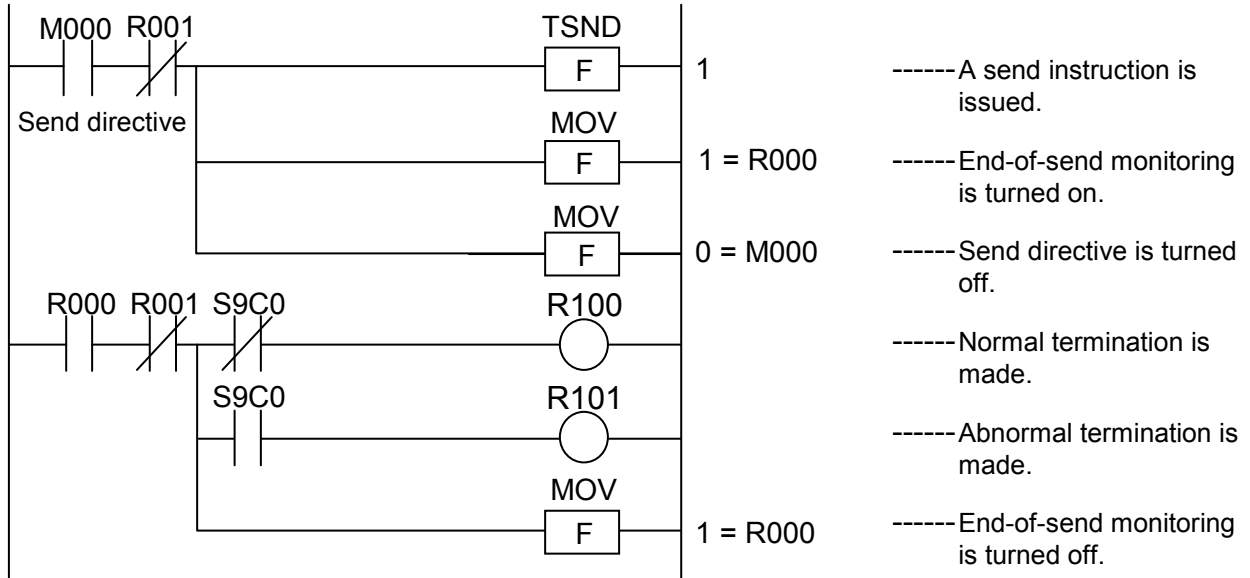 M000 R001 TSND
F 1 ------A send instruction is
issued.
Send directive
MOV
F 1 = R000 ------End-of-send monitoring
is turned on.
MOV
F 0 = M000 ------Send directive is turned
off.
R000 R001 S9C0 R100
------Normal termination is
made.
S9C0 R101
------Abnormal termination is
made.
MOV
F 1 = R000 ------End-of-send monitoring
is turned off.